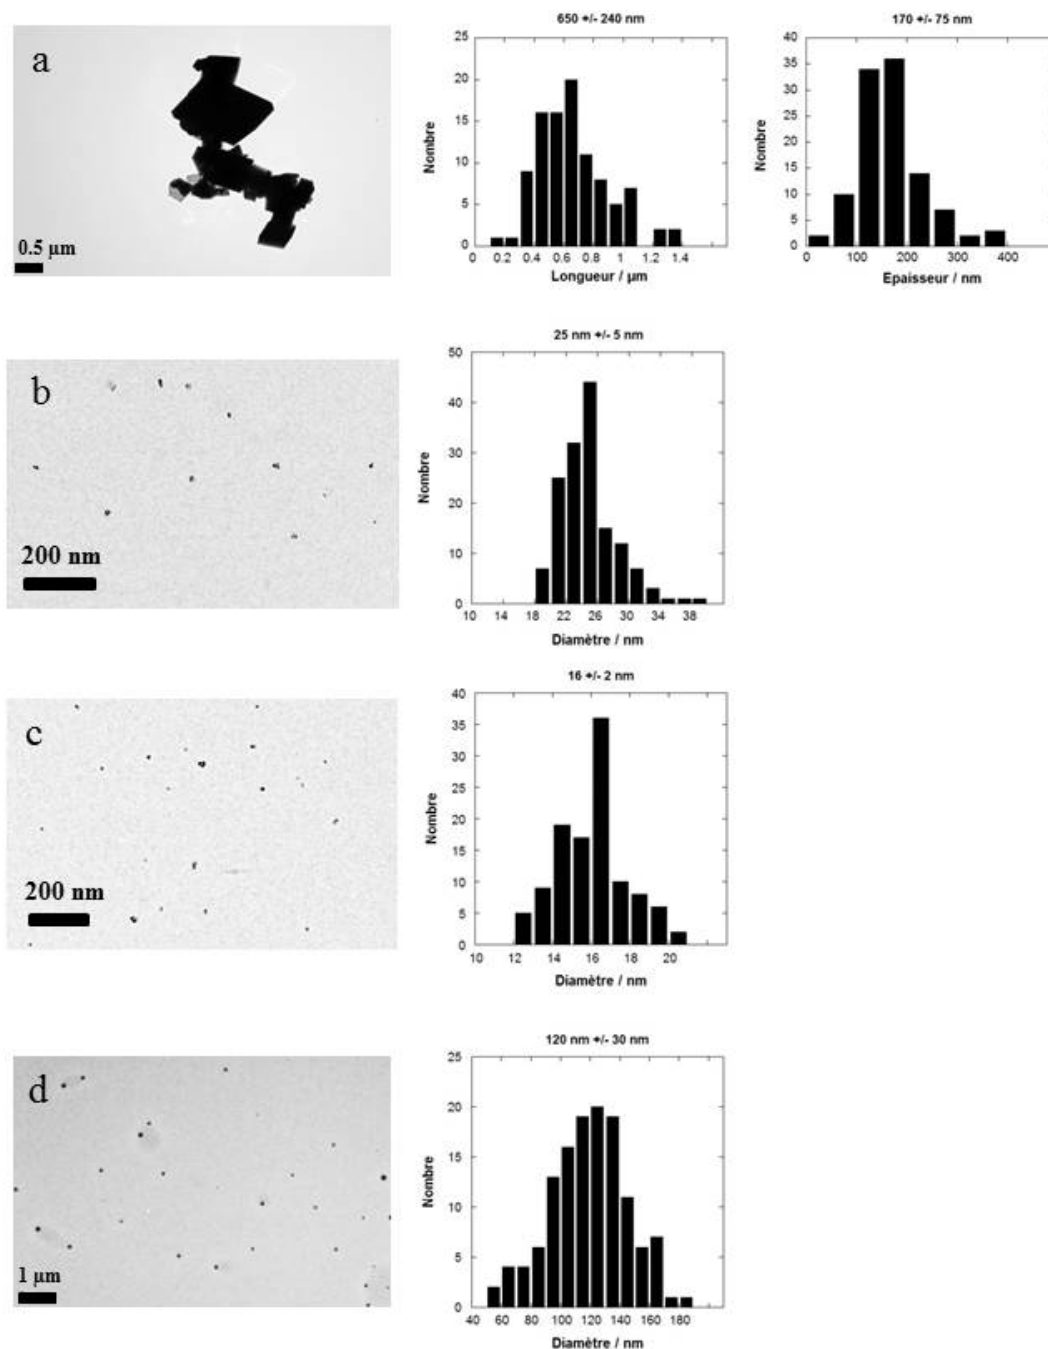 650 +/- 240 nm
170 +/- 75 nm
a
0.5 µm
Nombre
25
20
15
10
5
0
0 0.2 0.4 0.6 0.8 1 1.2 1.4
Longueur / µm
Nombre
40
35
30
25
20
15
10
5
0
0 100 200 300 400
Epaisseur / nm
b
200 nm
25 nm +/- 5 nm
Nombre
50
40
30
20
10
0
10 14 18 22 26 30 34 38
Diamètre / nm
c
200 nm
16 +/- 2 nm
Nombre
40
35
30
25
20
15
10
5
0
10 12 14 16 18 20
Diamètre / nm
d
1 µm
120 nm +/- 30 nm
Nombre
25
20
15
10
5
0
40 60 80 100 120 140 160 180
Diamètre / nm